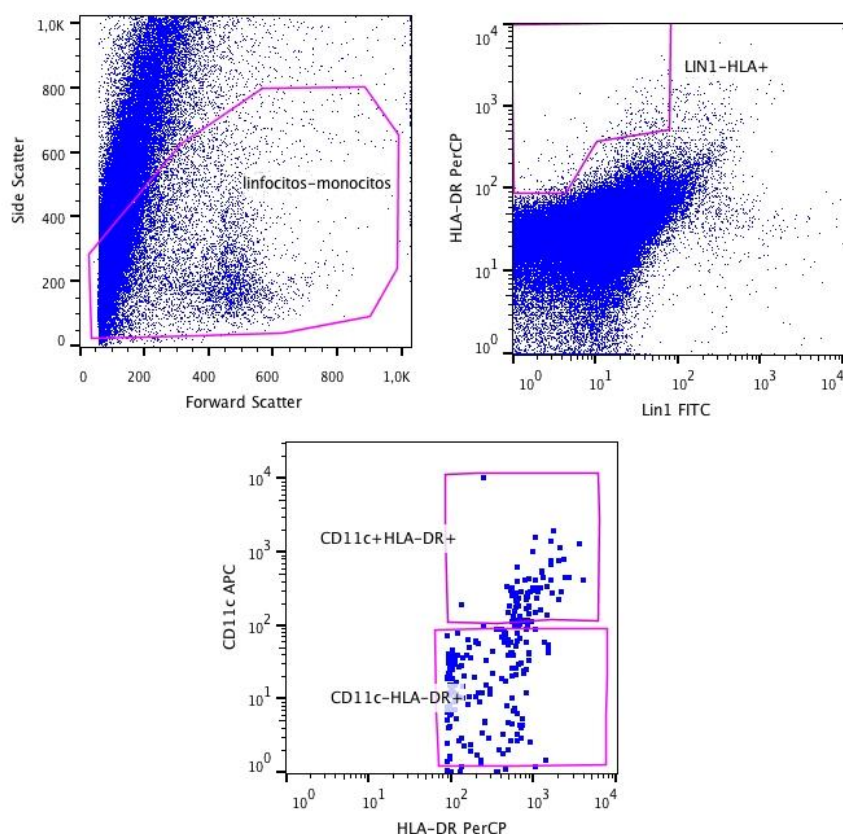 1,0K
800
600
400
200
0
Side Scatter
linfocitos-monocitos
0 200 400 600 800 1,0K
Forward Scatter
10^4
10^3
10^2
10^1
10^0
HLA-DR PerCP
LIN1-HLA+
10^0 10^1 10^2 10^3 10^4
Lin1 FITC
10^4
10^3
10^2
10^1
10^0
CD11c APC
CD11c+HLA-DR+
CD11c-HLA-DR+
10^0 10^1 10^2 10^3 10^4
HLA-DR PerCP